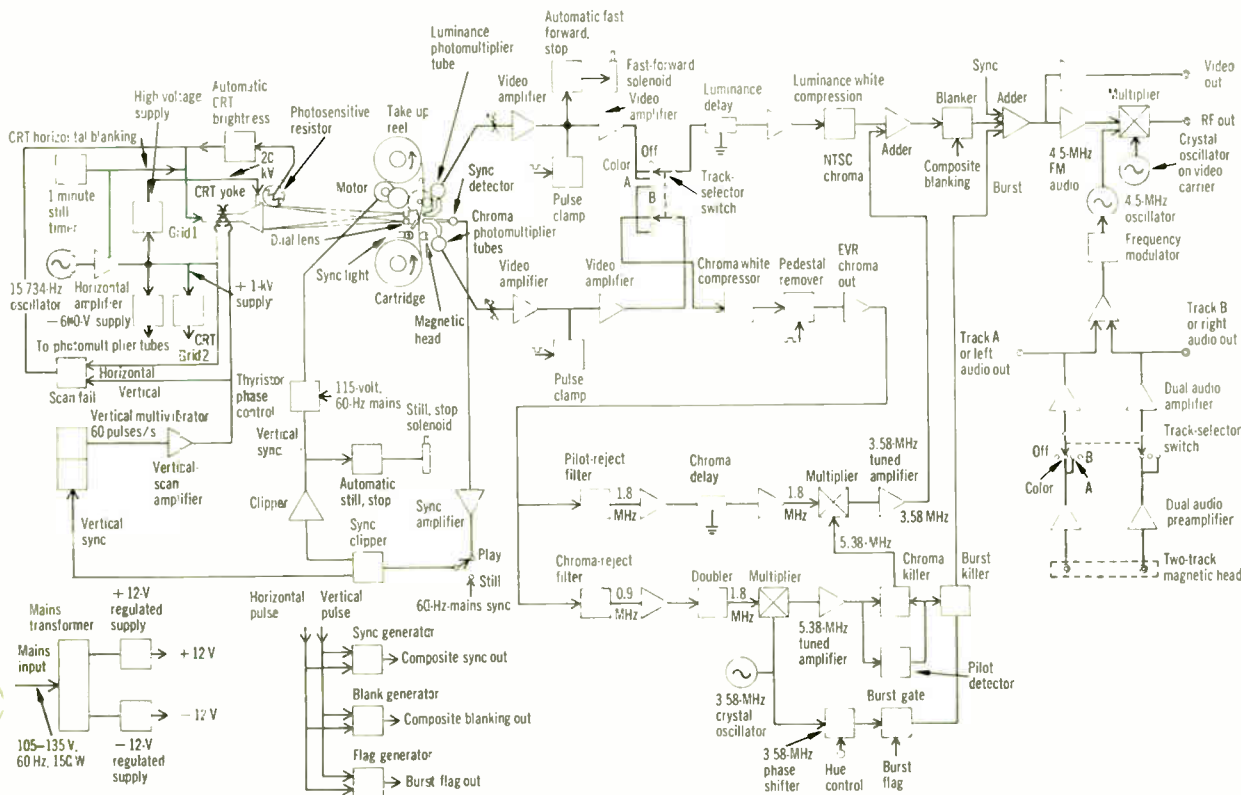 Luminance
photomultiplier
tube
Automatic fast
forward, stop
Fast-forward
solenoid
Video amplifier
Video
amplifier
Luminance delay
Luminance white
compression
Sync
Blanker
Adder
Video
out
Multiplier
RF out
Crystal
oscillator
on video
carrier
4.5-MHz
FM
audio
4.5-MHz
oscillator
Frequency
modulator
NTSC
chroma
Adder
Composite
blanking
Burst
Automatic
CRT
brightness
High voltage
supply
Photosensitive
resistor
CRT horizontal blanking
kV
CRT yoke
1 minute
still
timer
Grid 1
Take up
reel
Motor
Dual lens
Sync light
Cartridge
Sync
detector
Chroma
photomultiplier
tubes
Magnetic
head
Pulse
clamp
Color
Off
A
B
Track-
selector
switch
Video
amplifier
Video
amplifier
Pulse
clamp
Chroma white
compressor
Pedestal
remover
EVR
chroma
out
15 734-Hz
oscillator
Horizontal
amplifier
+ 1-kV
supply
To photomultiplier tubes
CRT
Grid 2
Horizontal
Vertical
Scan fail
Vertical multivibrator
60 pulses/s
Vertical-
scan
amplifier
Vertical
sync
Thyristor
phase
control
115-volt,
60-Hz mains
Still, stop
solenoid
Vertical
sync
Automatic
still, stop
Clipper
Sync
amplifier
Sync
clipper
Play
Still
60-Hz-mains sync
Track A
or left
audio out
Track B
or right
audio out
Dual audio
amplifier
Track-selector
switch
Off
Color
B
A
Dual audio
preamplifier
Two-track
magnetic head
Pilot-reject
filter
1.8
MHz
Chroma
delay
1.8
MHz
Multiplier
3.58-MHz
tuned
amplifier
3.58 MHz
5.38-MHz
Chroma-reject
filter
0.9
MHz
Doubler
1.8
MHz
Multiplier
5.38-MHz
tuned
amplifier
Chroma
killer
Burst
killer
Pilot
detector
3 58-MHz
crystal
oscillator
3 58-MHz
phase
shifter
Hue
control
Burst gate
Burst
flag
Mains
transformer
Mains
input
+ 12-V
regulated
supply
+ 12 V
− 12 V
− 12-V
regulated
supply
105–135 V,
60 Hz, 150 W
Horizontal
pulse
Vertical
pulse
Sync generator
Composite sync out
Blank generator
Composite blanking out
Flag generator
Burst flag out